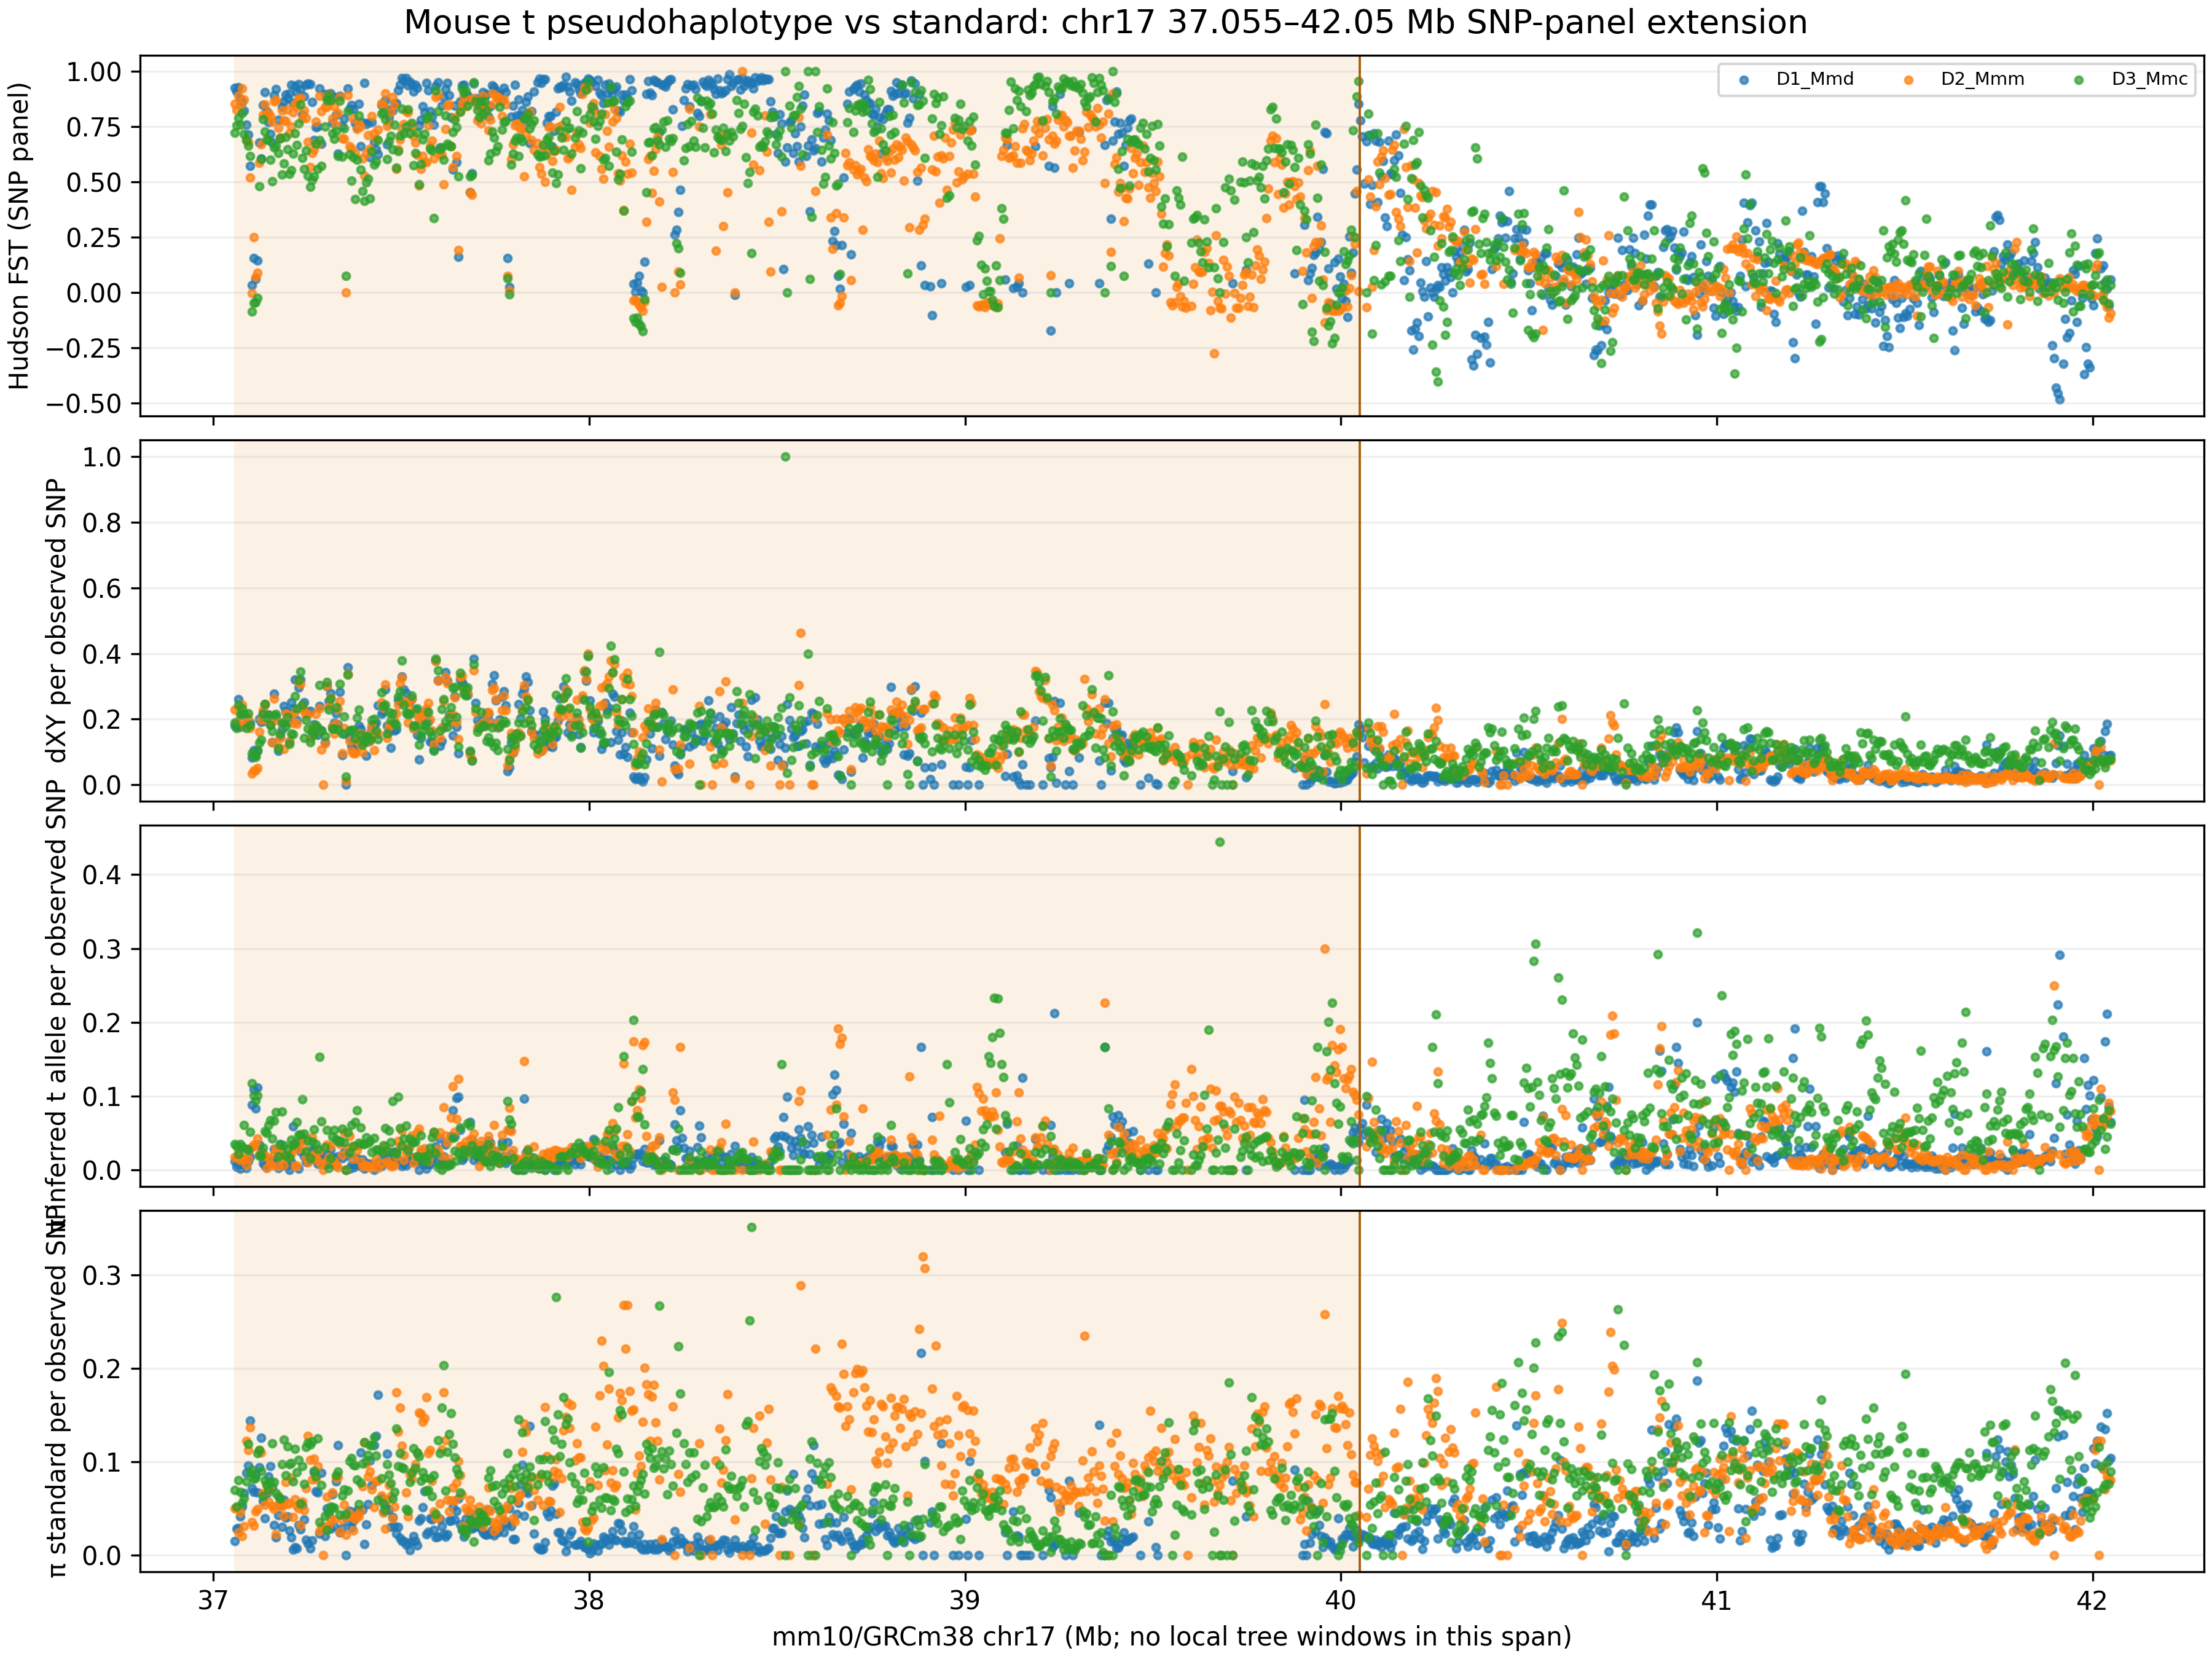 Mouse t pseudohaplotype vs standard: chr17 37.055–42.05 Mb SNP-panel extension
D1_Mmd D2_Mmm D3_Mmc
Hudson FST (SNP panel)
1.00
0.75
0.50
0.25
0.00
−0.25
−0.50
dXY per observed SNP
1.0
0.8
0.6
0.4
0.2
0.0
π inferred t allele per observed SNP
0.4
0.3
0.2
0.1
0.0
π standard per observed SNP
0.3
0.2
0.1
0.0
37 38 39 40 41 42
mm10/GRCm38 chr17 (Mb; no local tree windows in this span)